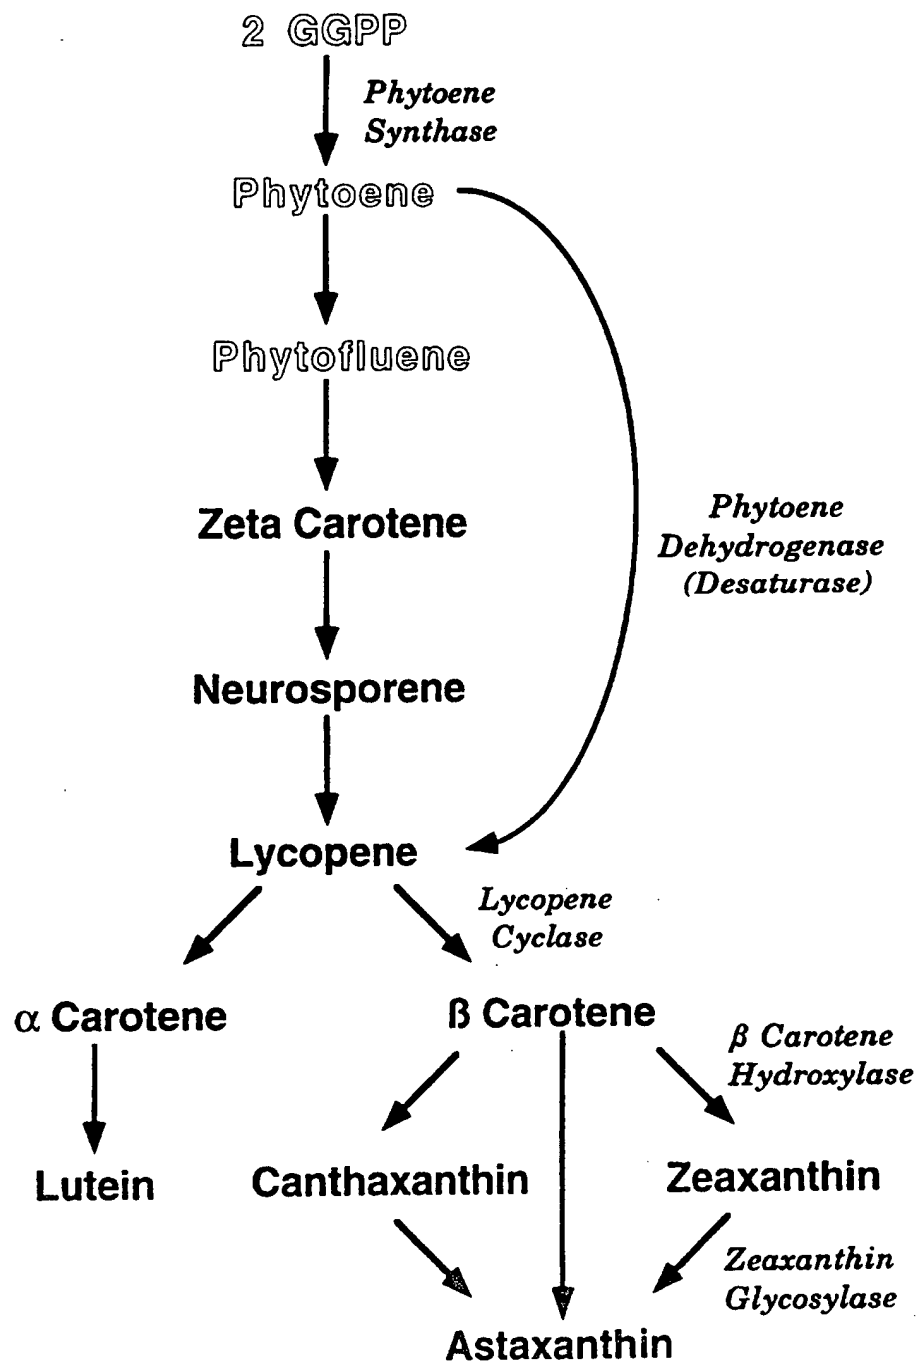 2 GGPP
Phytoene
Synthase
Phytoene
Phytofluene
Zeta Carotene
Phytoene
Dehydrogenase
(Desaturase)
Neurosporene
Lycopene
Lycopene
Cyclase
α Carotene
ß Carotene
β Carotene
Hydroxylase
Lutein
Canthaxanthin
Zeaxanthin
Zeaxanthin
Glycosylase
Astaxanthin